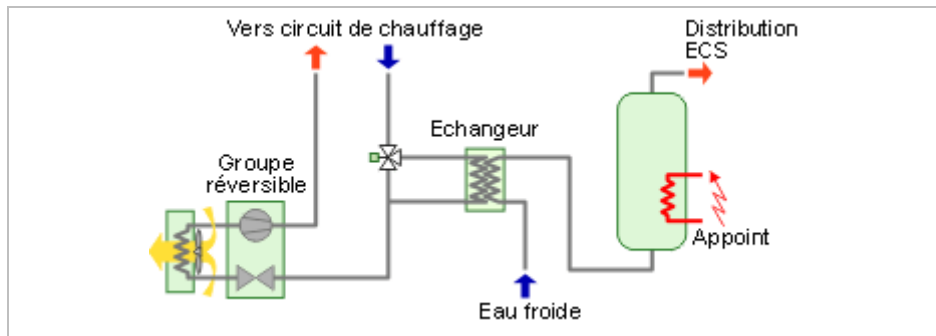 Vers circuit de chauffage
Distribution
ECS
Echangeur
Groupe
réversible
Appoint
Eau froide